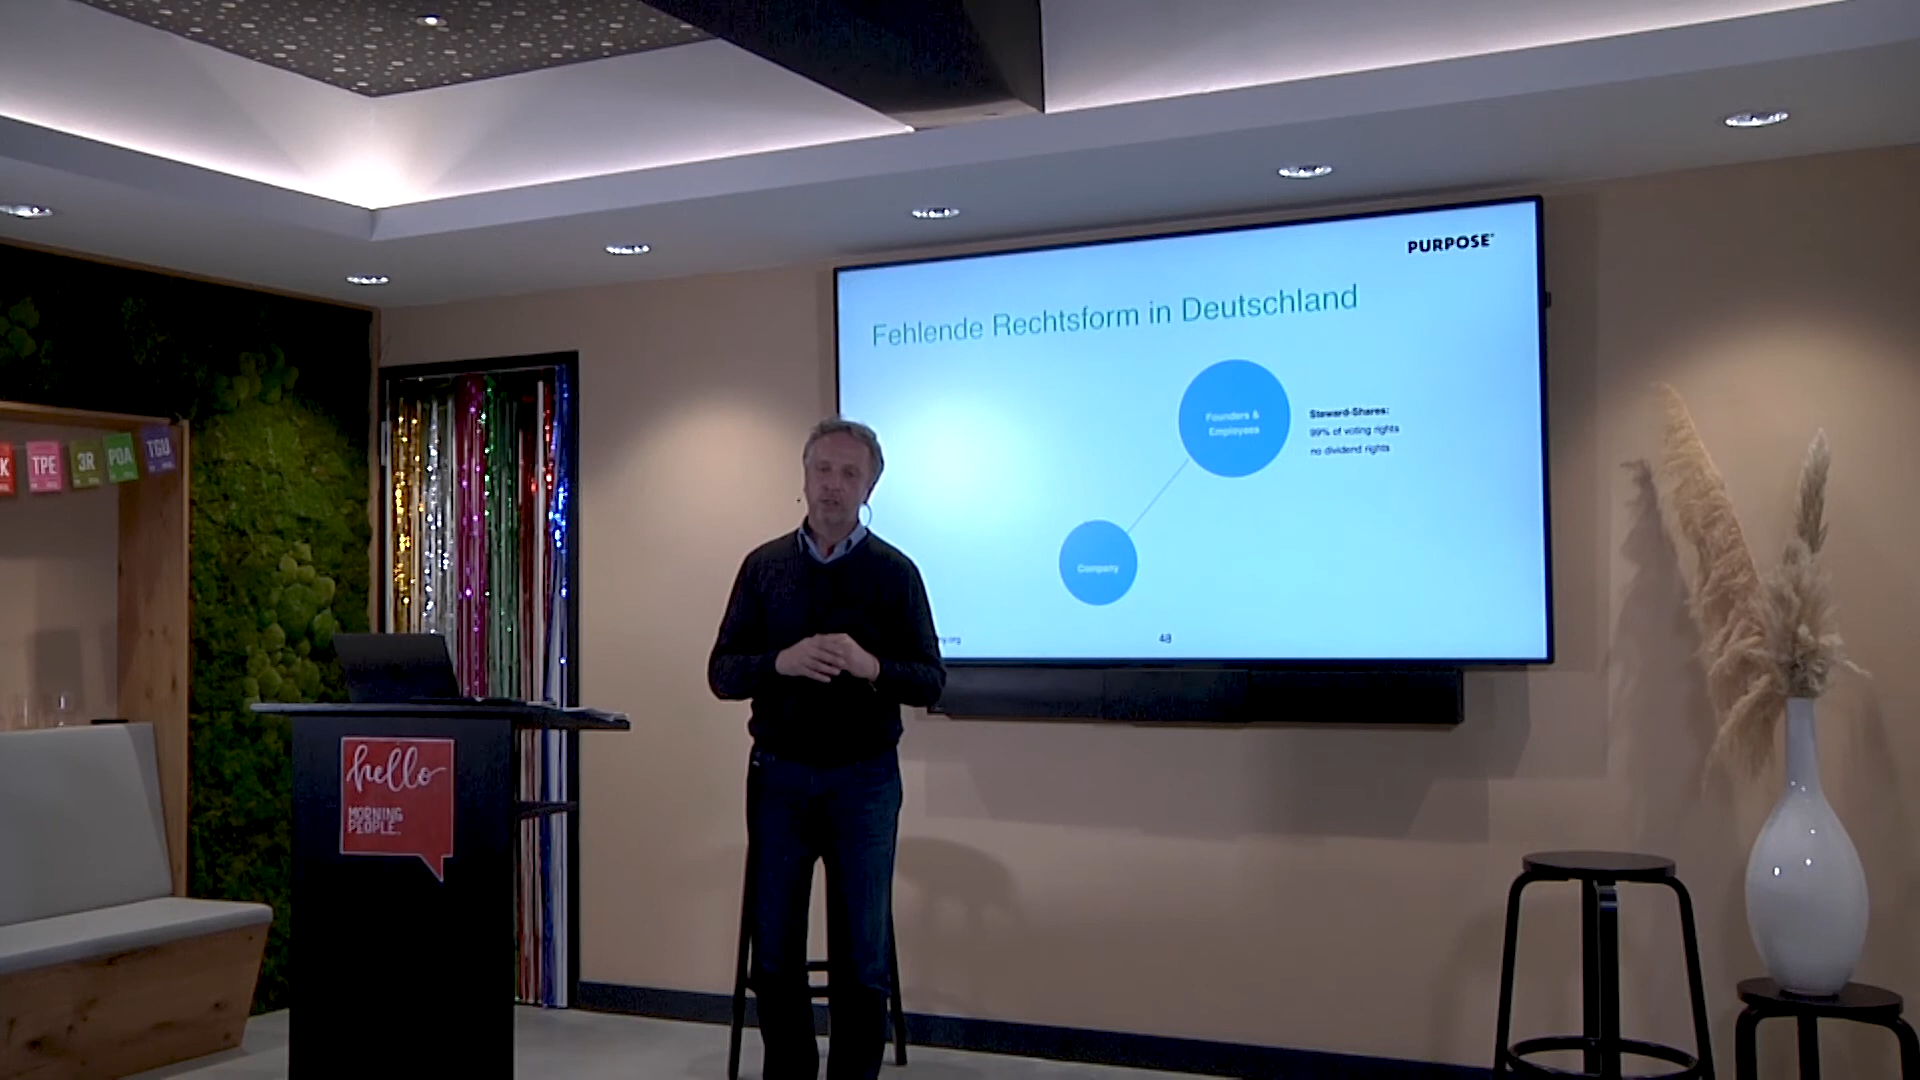 PURPOSE
Fehlende Rechtsform in Deutschland
Founders &
Employees
Steward-Shares:
99% of voting rights
no dividend rights
Company
48
K
TPE
3R
PQA
TGU
hello
MORNING
PEOPLE.